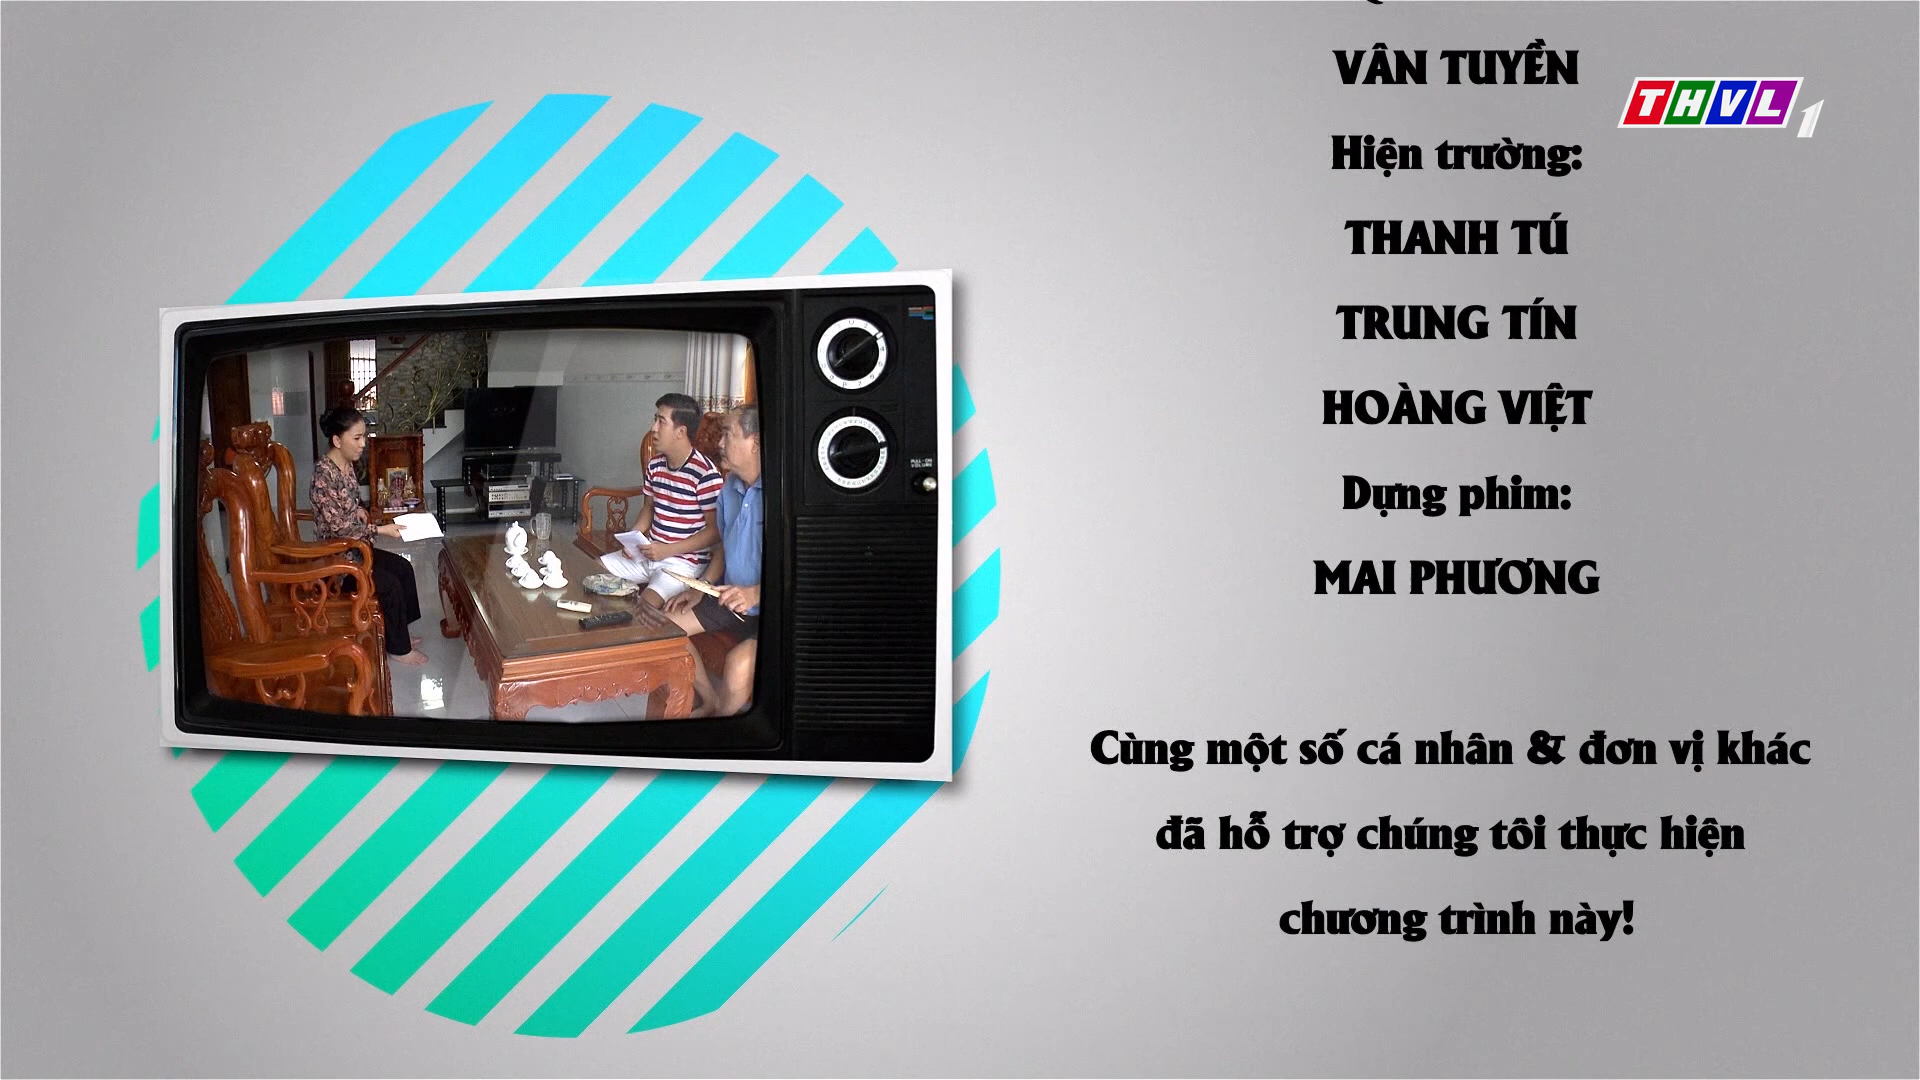 VÂN TUYỀN
THVL1
Hiện trường:
THANH TÚ
TRUNG TÍN
HOÀNG VIỆT
Dựng phim:
MAI PHƯƠNG
Cùng một số cá nhân & đơn vị khác
đã hỗ trợ chúng tôi thực hiện
chương trình này!